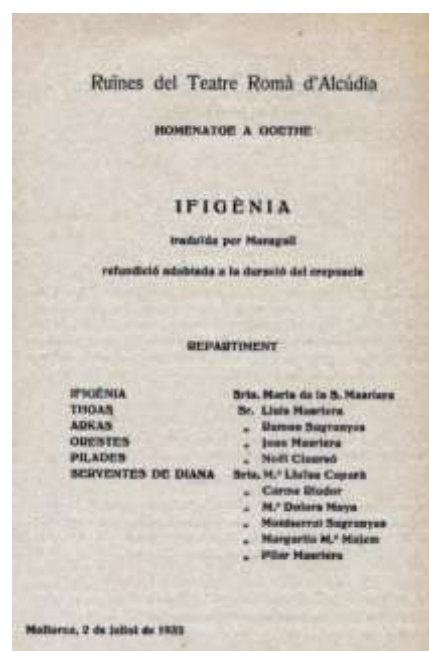 Ruïnes del Teatre Romà d'Alcúdia
HOMENATGE A GOETHE
IFIGÈNIA
traduïda per Maragall
refundició adobtada a la duració del crepuscle
REPARTIMENT
IFIGÈNIA Srta. Maria de la S. Masriera
THOAS Sr. Lluís Masriera
ARKAS „ Ramon Sugranyes
ORESTES „ Joan Masriera
PILADES „ Noël Clarasó
SERVENTES DE DIANA Srta. M.ª Lluïsa
„ Carme
„ M.ª Dolors Maya
„ Montserrat Sugranyes
„ Margarita M.ª
„ Pilar Masriera
Mallorca, 2 de juliol de 1932